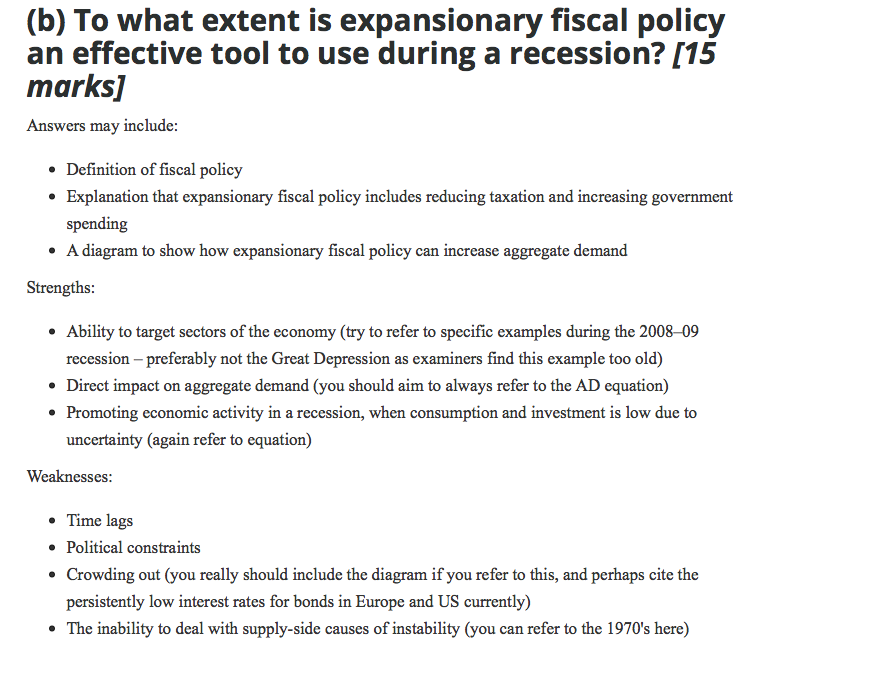 (b) To what extent is expansionary fiscal policy
an effective tool to use during a recession? [15
marks]
Answers may include:
• Definition of fiscal policy
• Explanation that expansionary fiscal policy includes reducing taxation and increasing government
spending
• A diagram to show how expansionary fiscal policy can increase aggregate demand
Strengths:
• Ability to target sectors of the economy (try to refer to specific examples during the 2008–09
recession – preferably not the Great Depression as examiners find this example too old)
• Direct impact on aggregate demand (you should aim to always refer to the AD equation)
• Promoting economic activity in a recession, when consumption and investment is low due to
uncertainty (again refer to equation)
Weaknesses:
• Time lags
• Political constraints
• Crowding out (you really should include the diagram if you refer to this, and perhaps cite the
persistently low interest rates for bonds in Europe and US currently)
• The inability to deal with supply-side causes of instability (you can refer to the 1970's here)